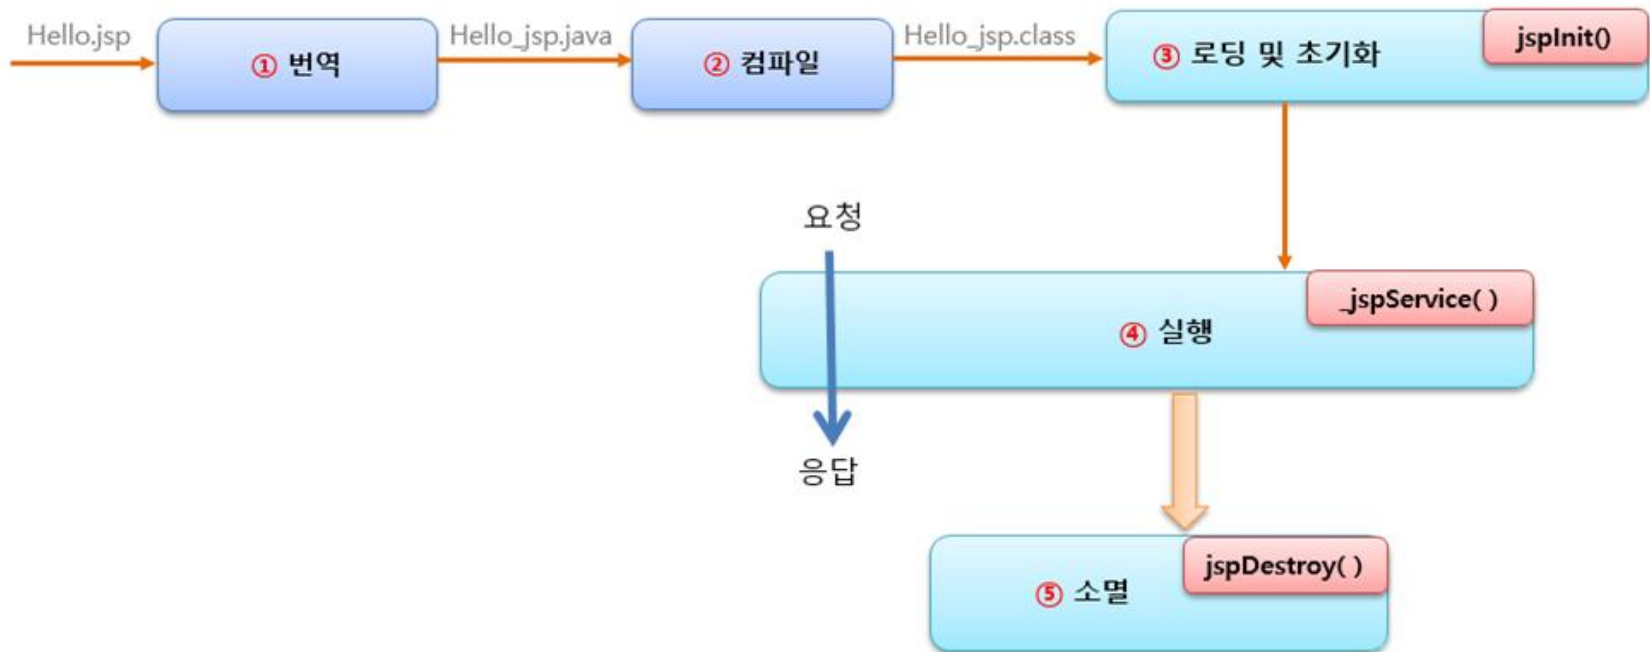 Hello.jsp
① 번역
Hello_jsp.java
② 컴파일
Hello_jsp.class
③ 로딩 및 초기화
jspInit()
요청
_jspService( )
④ 실행
응답
jspDestroy( )
⑤ 소멸